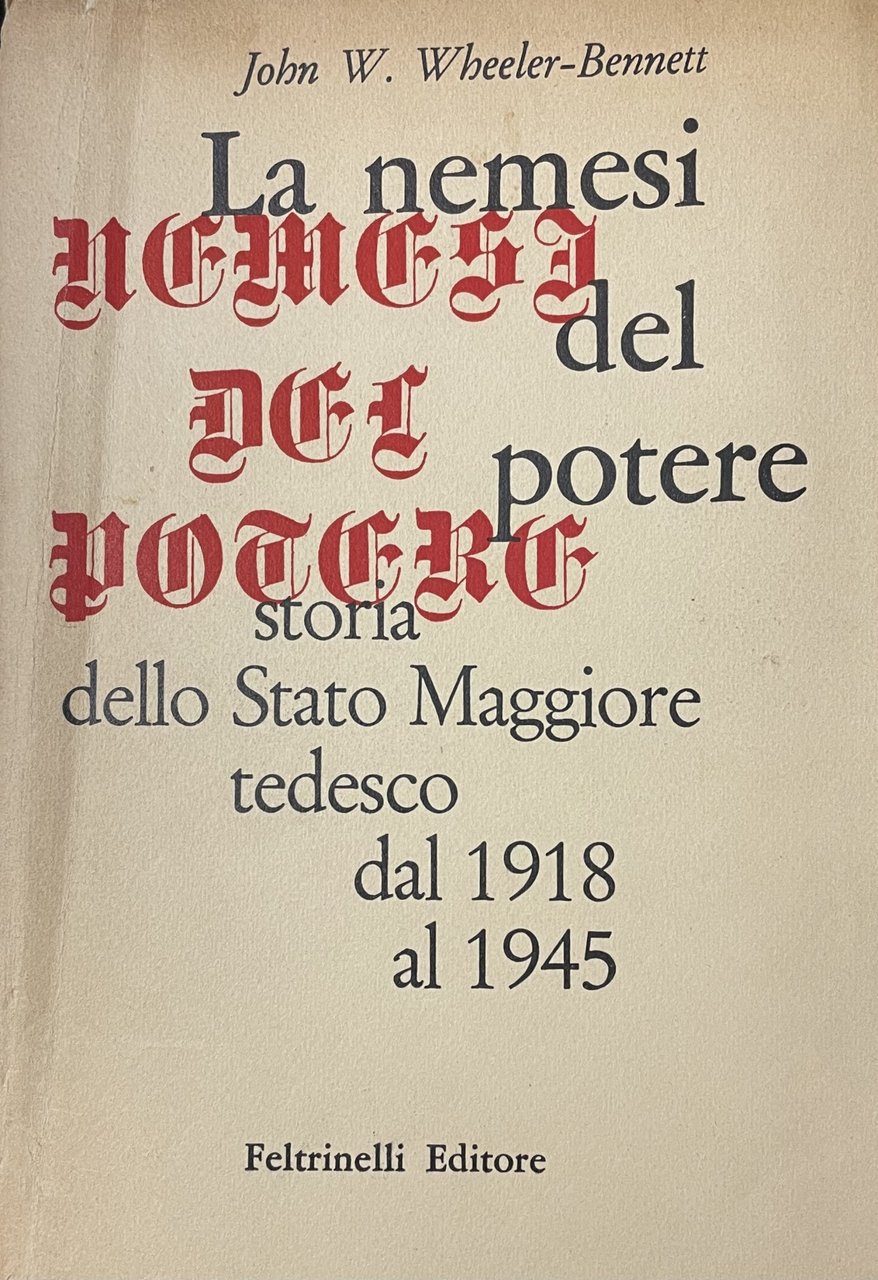 John W. Wheeler-Bennett
La nemesi
NEMESI
del
DEL
potere
POTERE
storia
dello Stato Maggiore
tedesco
dal 1918
al 1945
Feltrinelli Editore